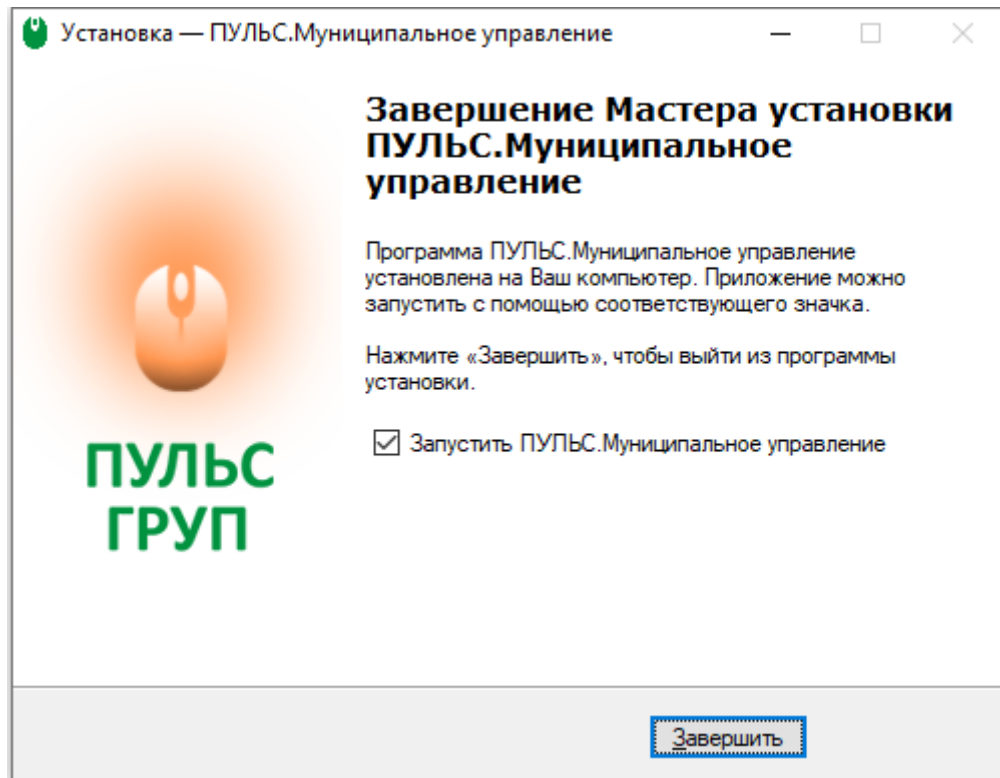 Установка — ПУЛЬС.Муниципальное управление
Завершение Мастера установки
ПУЛЬС.Муниципальное
управление
Программа ПУЛЬС.Муниципальное управление
установлена на Ваш компьютер. Приложение можно
запустить с помощью соответствующего значка.
Нажмите «Завершить», чтобы выйти из программы
установки.
Запустить ПУЛЬС.Муниципальное управление
ПУЛЬС
ГРУП
Завершить